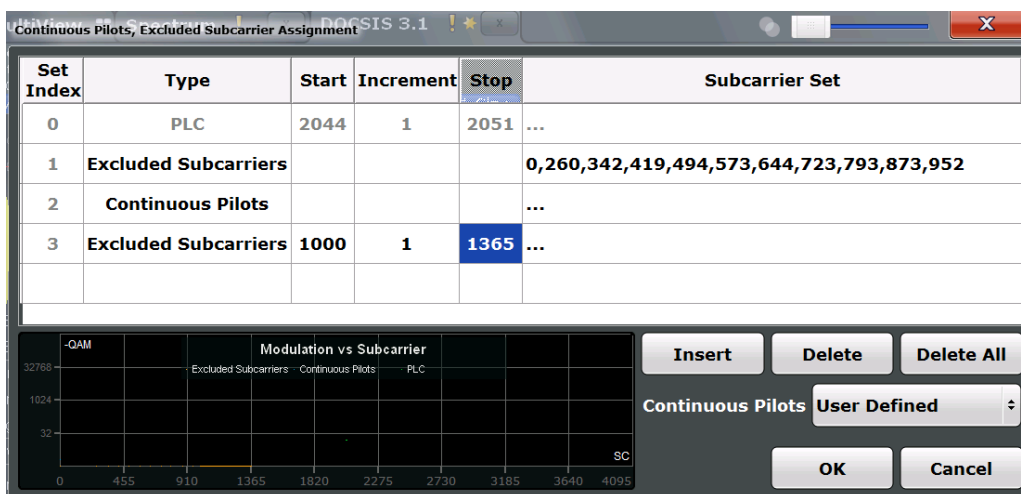 ultiView Spectrum ! x DOCSIS 3.1 ! * x
Continuous Pilots, Excluded Subcarrier Assignment x
Set Index Type Start Increment Stop Subcarrier Set
0 PLC 2044 1 2051 ...
1 Excluded Subcarriers 0,260,342,419,494,573,644,723,793,873,952
2 Continuous Pilots ...
3 Excluded Subcarriers 1000 1 1365 ...
-QAM
Modulation vs Subcarrier
Excluded Subcarriers Continuous Pilots PLC
32768
1024
32
SC
0 455 910 1365 1820 2275 2730 3185 3640 4095
Insert Delete Delete All
Continuous Pilots User Defined
OK Cancel